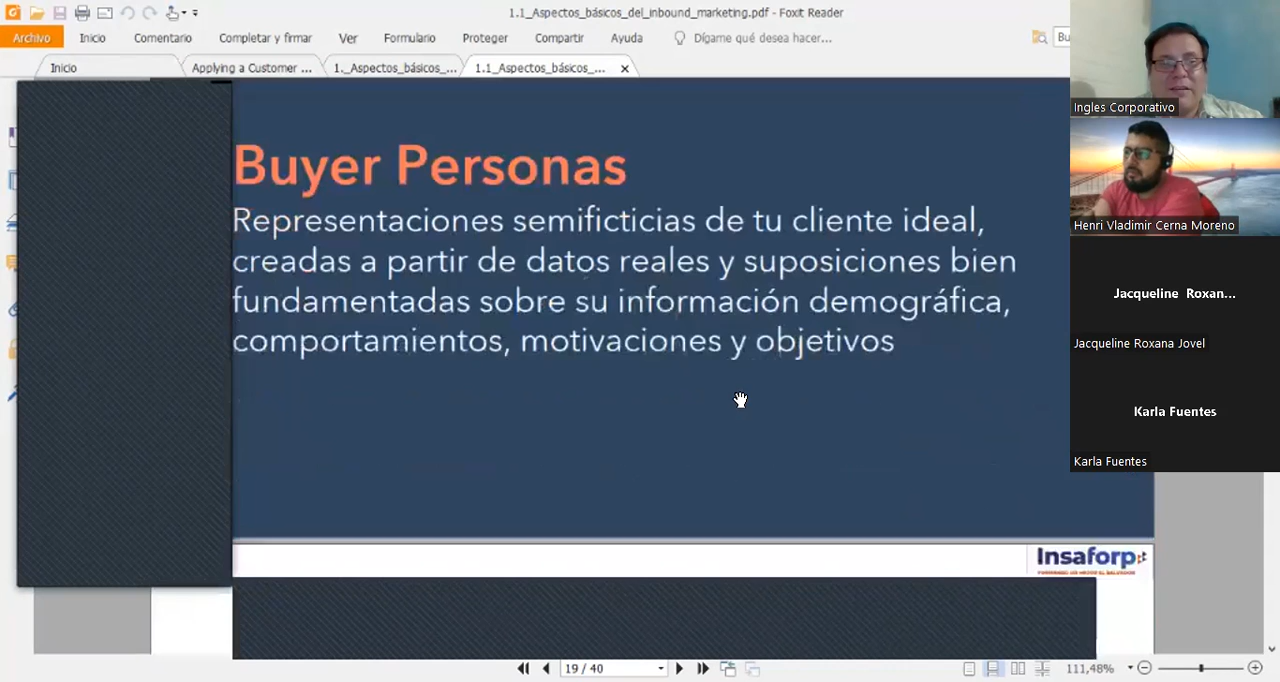 1.1_Aspectos_básicos_del_inbound_marketing.pdf - Foxit Reader
Archivo Inicio Comentario Completar y firmar Ver Formulario Proteger Compartir Ayuda Dígame qué desea hacer... Bu
Inicio Applying a Customer ... 1._Aspectos_básicos_... 1.1_Aspectos_básicos_...
Buyer Personas
Representaciones semificticias de tu cliente ideal,
creadas a partir de datos reales y suposiciones bien
fundamentadas sobre su información demográfica,
comportamientos, motivaciones y objetivos
Insaforp
Ingles Corporativo
Henri Vladimir Cerna Moreno
Jacqueline Roxan...
Jacqueline Roxana Jovel
Karla Fuentes
Karla Fuentes
19 / 40
111,48%